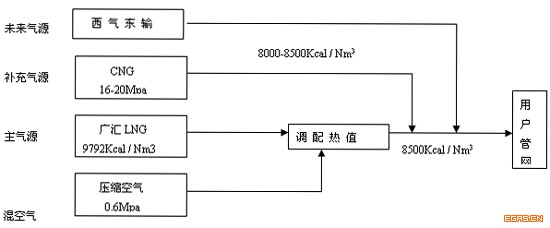 未来气源
西 气 东 输
8000-8500Kcal / Nm³
补充气源
CNG
16-20Mpa
主气源
广汇 LNG
9792Kcal / Nm3
调 配 热 值
8500Kcal / Nm³
用户管网
混空气
压缩空气
0.6Mpa
EGAS.CN